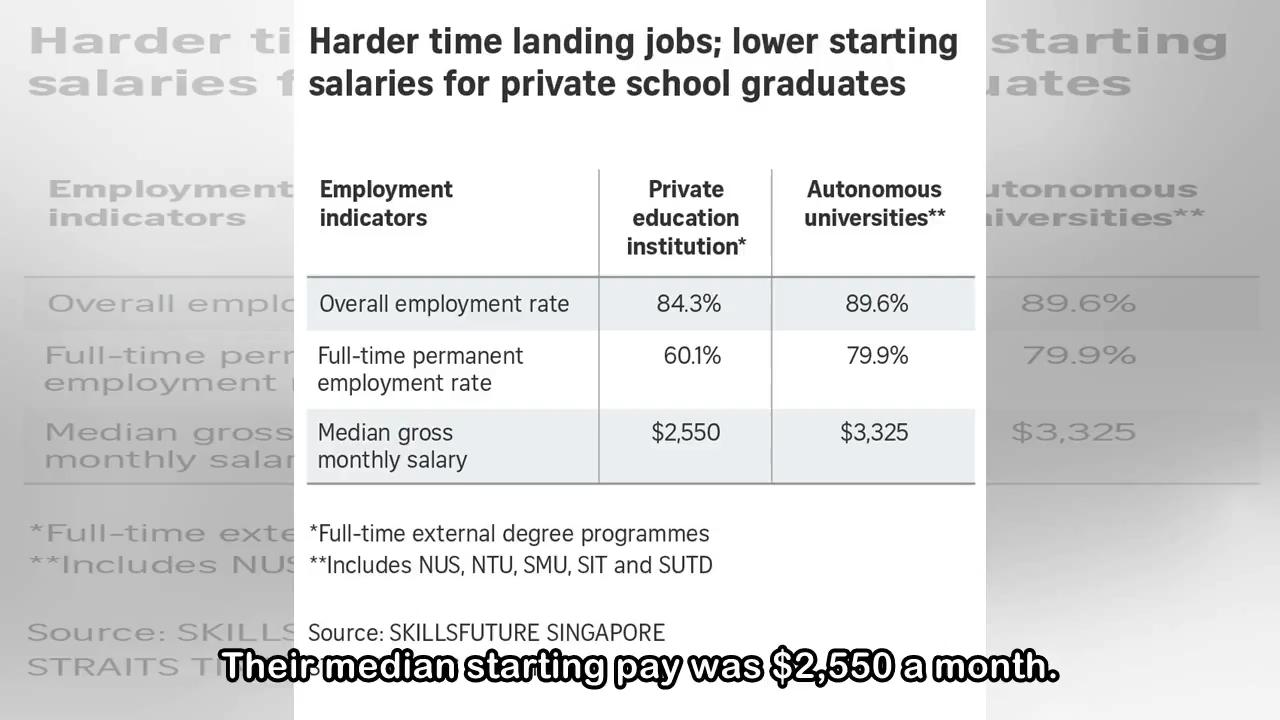 Harder time landing jobs; lower starting
salaries for private school graduates
Employment
indicators
Private
education
institution*
Autonomous
universities**
Overall employment rate
84.3%
89.6%
Full-time permanent
employment rate
60.1%
79.9%
Median gross
monthly salary
$2,550
$3,325
*Full-time external degree programmes
**Includes NUS, NTU, SMU, SIT and SUTD
Source: SKILLSFUTURE SINGAPORE
Their median starting pay was $2,550 a month.